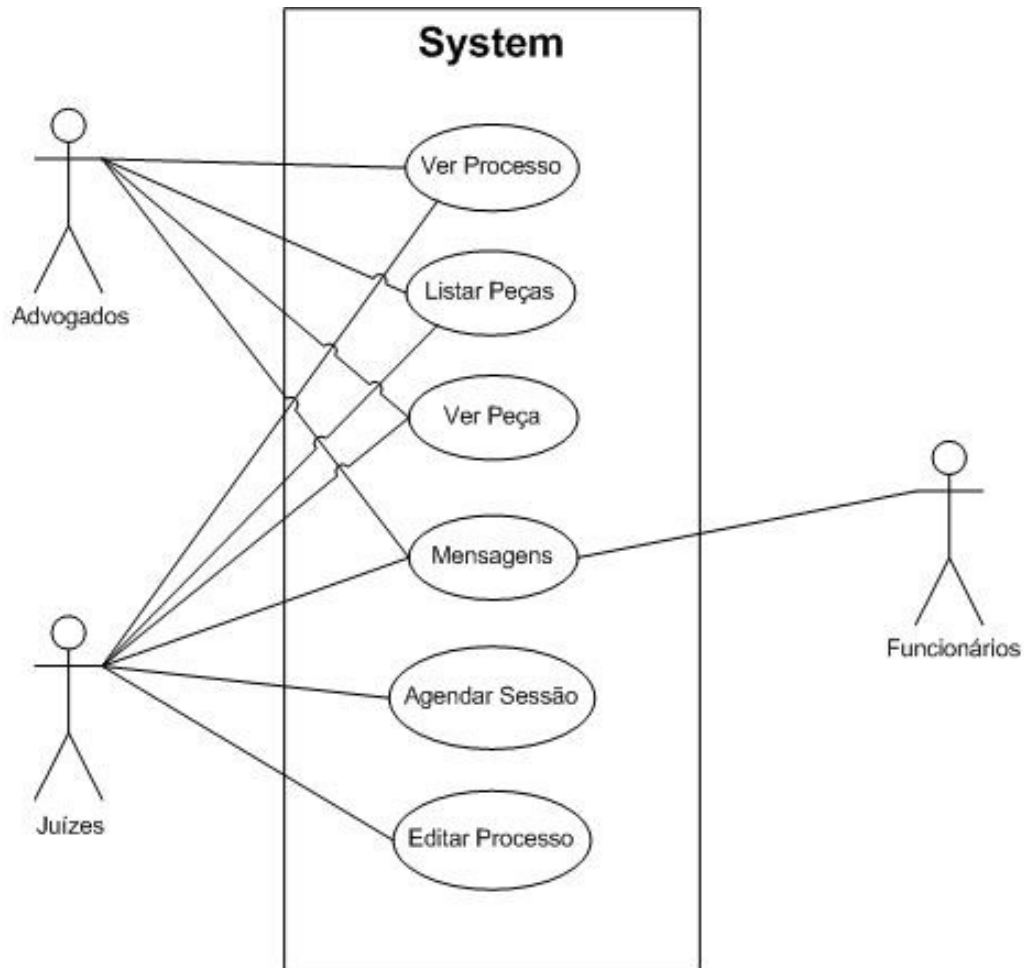 System
Ver Processo
Listar Peças
Advogados
Ver Peça
Mensagens
Funcionários
Agendar Sessão
Juízes
Editar Processo